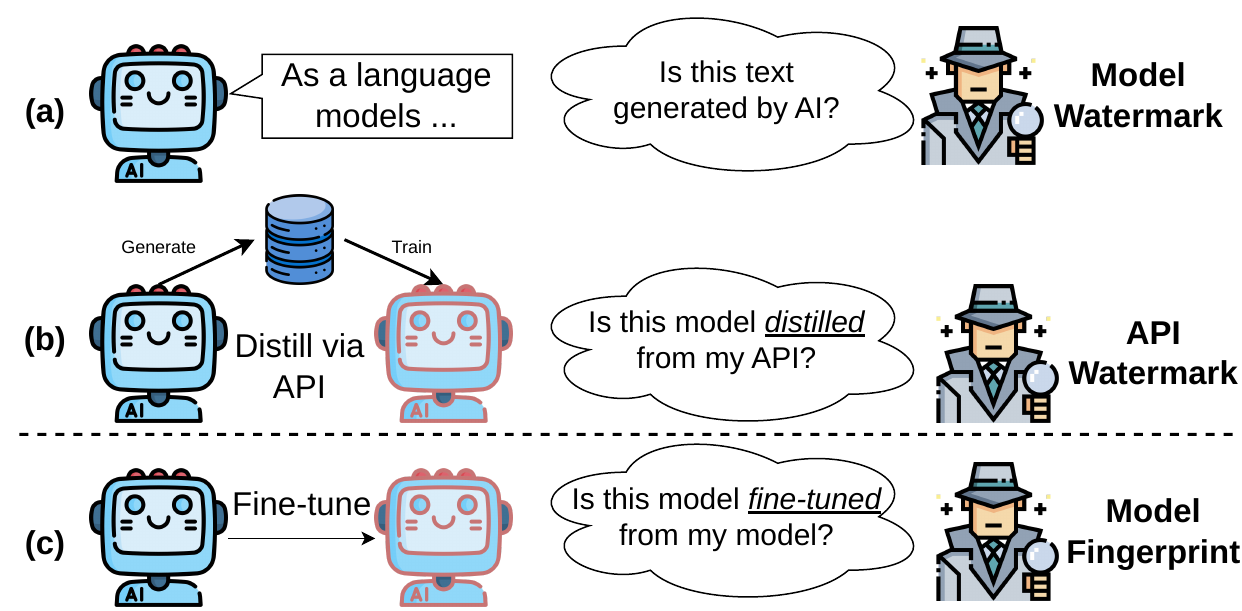 (a)
AI
As a language
models ...
Is this text
generated by AI?
Model
Watermark
Generate
Train
(b)
AI
Distill via
API
AI
Is this model distilled
from my API?
API
Watermark
(c)
AI
Fine-tune
AI
Is this model fine-tuned
from my model?
Model
Fingerprint